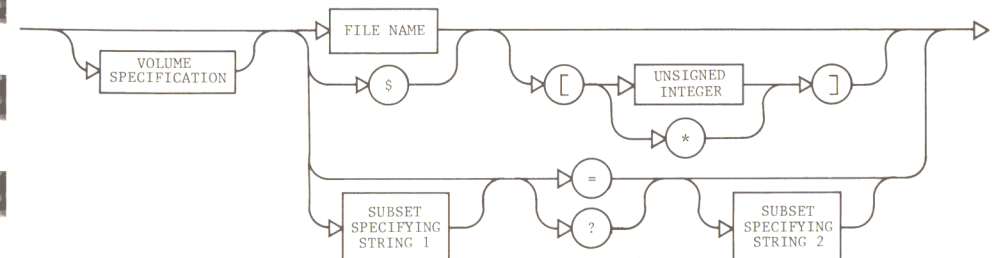 FILE NAME
VOLUME
SPECIFICATION
$
[
UNSIGNED
INTEGER
]
*
=
SUBSET
SPECIFYING
STRING 1
?
SUBSET
SPECIFYING
STRING 2